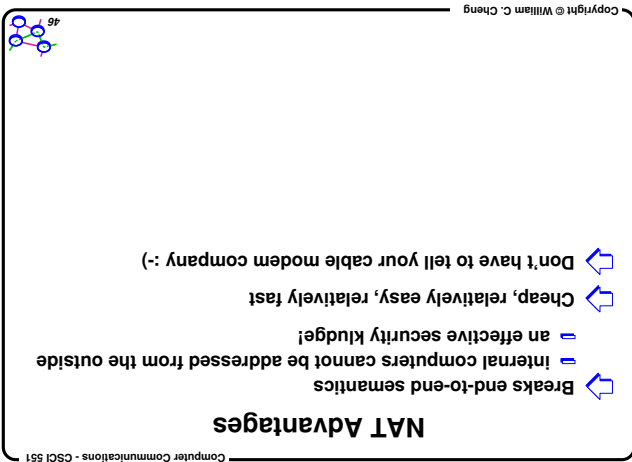 Computer Communications - CSCI 551
NAT Advantages
Breaks end-to-end semantics
internal computers cannot be addressed from the outside
an effective security kludge!
Cheap, relatively easy, relatively fast
Don't have to tell your cable modem company :-)
46
Copyright © William C. Cheng